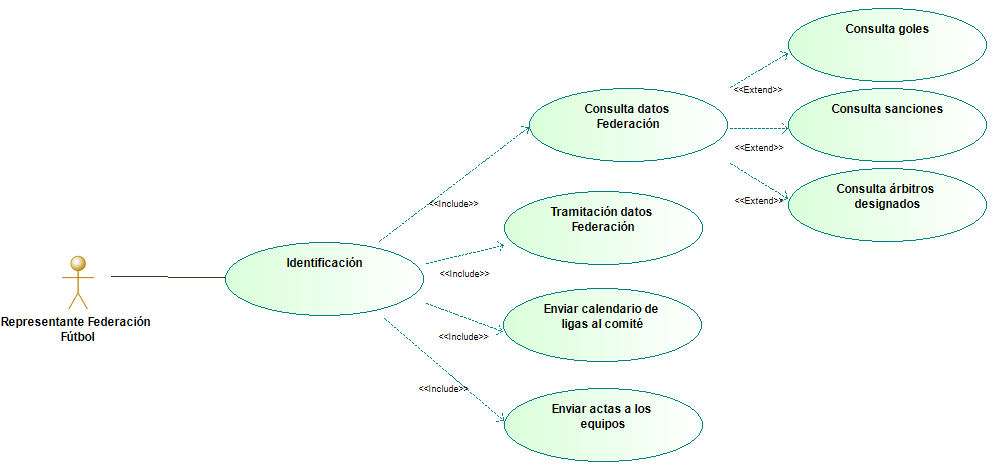 Consulta goles
<<Extend>>
Consulta datos
Federación
Consulta sanciones
<<Extend>>
Consulta árbitros
designados
<<Extend>>
<<Include>>
Tramitación datos
Federación
Identificación
<<Include>>
Representante Federación
Fútbol
Enviar calendario de
ligas al comité
<<Include>>
<<Include>>
Enviar actas a los
equipos